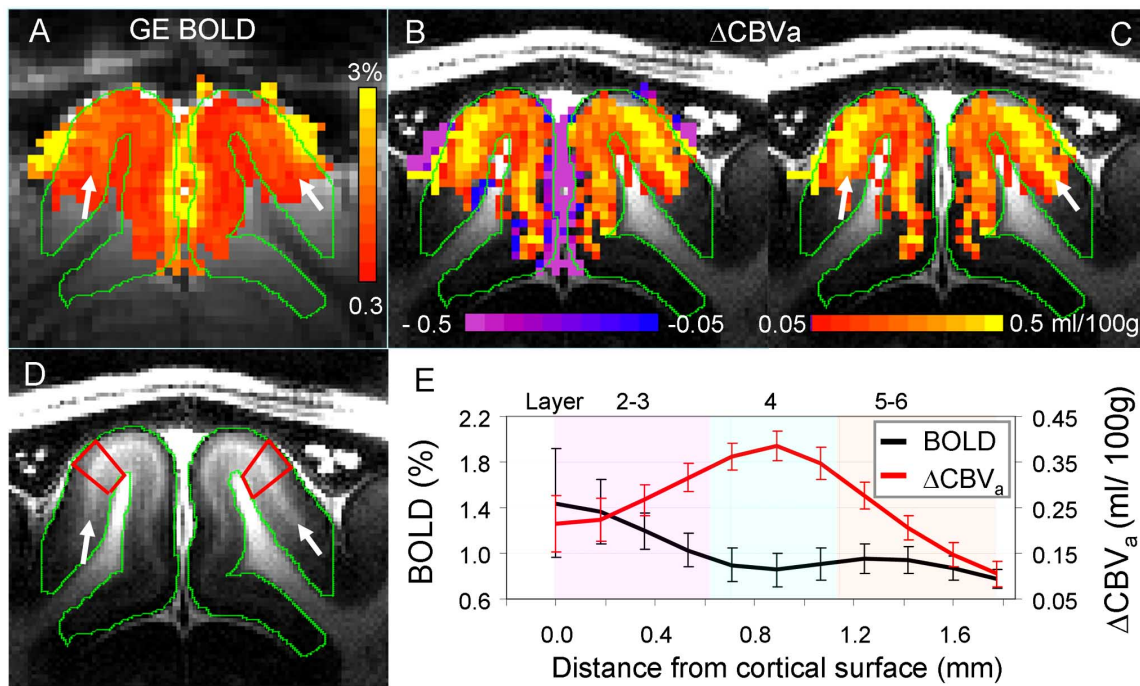 A
GE BOLD
3%
0.3
B
ΔCBVa
C
- 0.5
-0.05
0.05
0.5 ml/100g
D
E
Layer 2-3 4 5-6
2.2
1.8
1.4
1.0
0.6
BOLD (%)
BOLD
ΔCBVa
0.45
0.35
0.25
0.15
0.05
ΔCBVa (ml/ 100g)
0.0 0.4 0.8 1.2 1.6
Distance from cortical surface (mm)